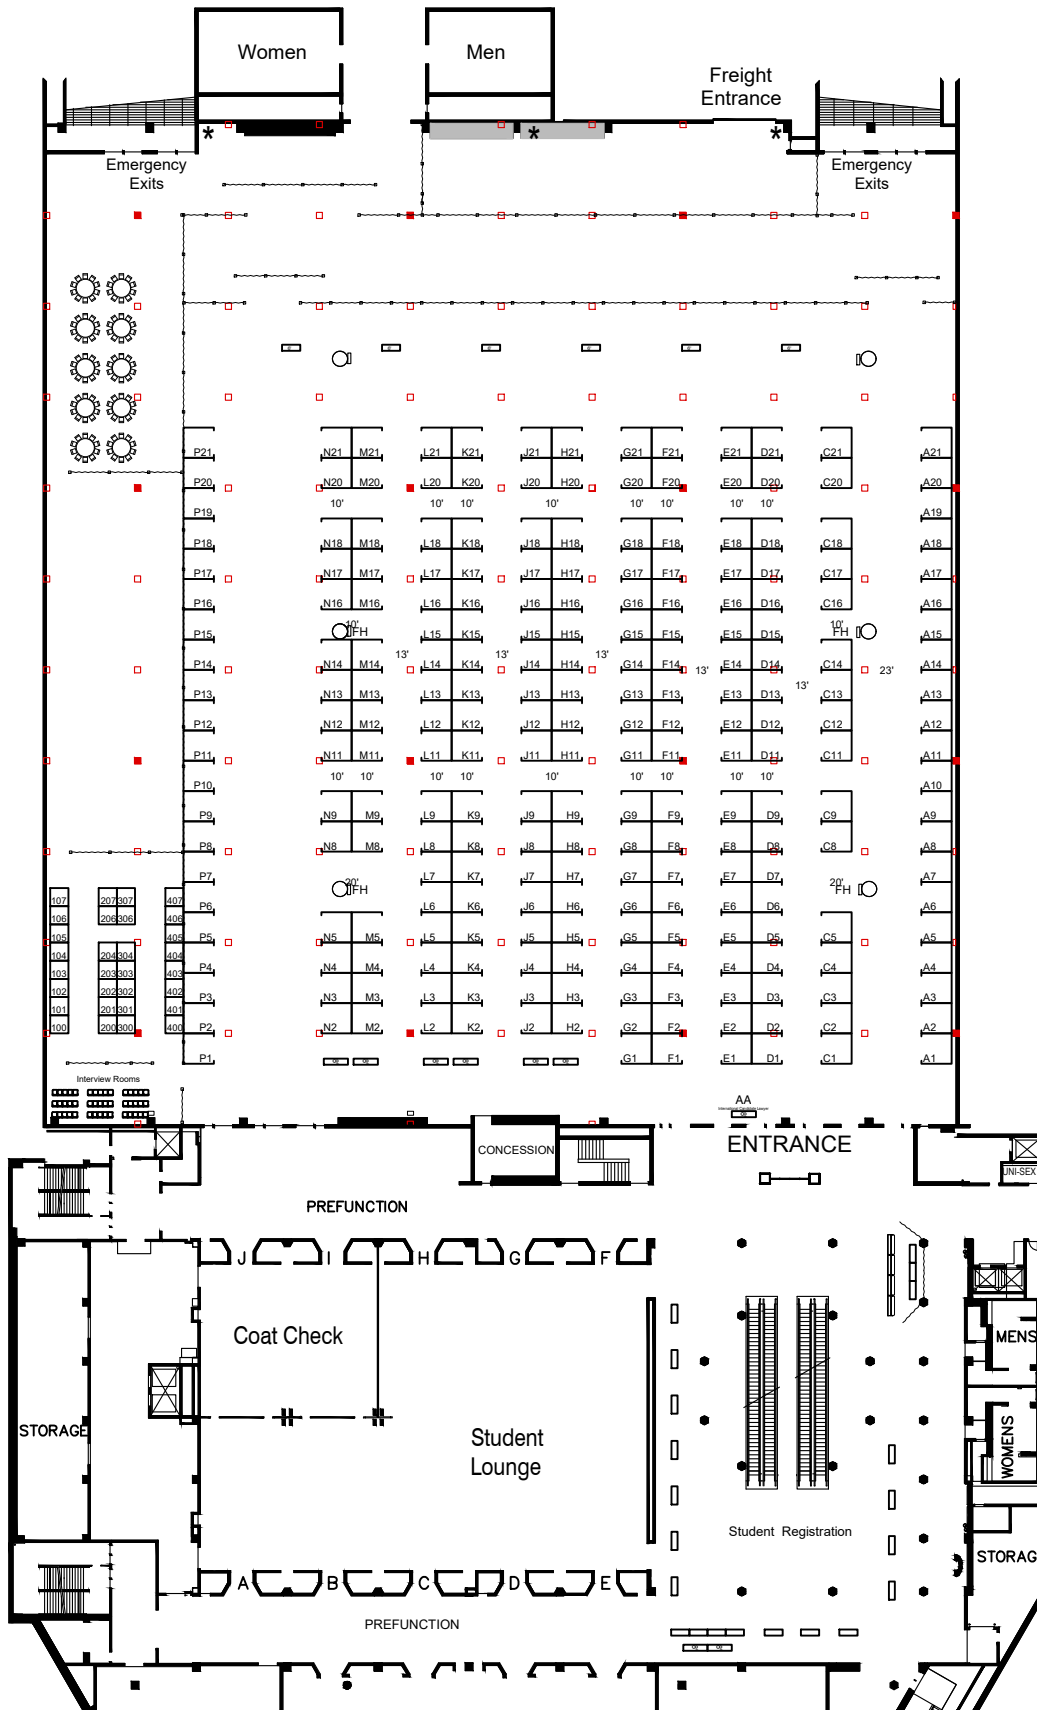 Women
Men
Freight
Entrance
*
*
*
Emergency
Exits
Emergency
Exits
P21 N21 M21 L21 K21 J21 H21 G21 F21 E21 D21 C21 A21
P20 N20 M20 L20 K20 J20 H20 G20 F20 E20 D20 C20 A20
10' 10' 10' 10' 10' 10' 10' 10'
P19 A19
P18 N18 M18 L18 K18 J18 H18 G18 F18 E18 D18 C18 A18
P17 N17 M17 L17 K17 J17 H17 G17 F17 E17 D17 C17 A17
P16 N16 M16 L16 K16 J16 H16 G16 F16 E16 D16 C16 A16
10' 10'
FH FH
P15 L15 K15 J15 H15 G15 F15 E15 D15 A15
13' 13' 13'
P14 N14 M14 L14 K14 J14 H14 G14 F14 E14 D14 C14 A14
13' 23'
13'
P13 N13 M13 L13 K13 J13 H13 G13 F13 E13 D13 C13 A13
P12 N12 M12 L12 K12 J12 H12 G12 F12 E12 D12 C12 A12
P11 N11 M11 L11 K11 J11 H11 G11 F11 E11 D11 C11 A11
10' 10' 10' 10' 10' 10' 10' 10' 10'
P10 A10
P9 N9 M9 L9 K9 J9 H9 G9 F9 E9 D9 C9 A9
P8 N8 M8 L8 K8 J8 H8 G8 F8 E8 D8 C8 A8
P7 L7 K7 J7 H7 G7 F7 E7 D7 A7
20' 20'
FH FH
107 207 307 407
P6 L6 K6 J6 H6 G6 F6 E6 D6 A6
106 206 306 406
105 405
P5 N5 M5 L5 K5 J5 H5 G5 F5 E5 D5 C5 A5
104 204 304 404
P4 N4 M4 L4 K4 J4 H4 G4 F4 E4 D4 C4 A4
103 203 303 403
102 202 302 402
P3 N3 M3 L3 K3 J3 H3 G3 F3 E3 D3 C3 A3
101 201 301 401
100 200 300 400
P2 N2 M2 L2 K2 J2 H2 G2 F2 E2 D2 C2 A2
P1 G1 F1 E1 D1 C1 A1
Interview Rooms
AA
International Candidate Lawyer
ENTRANCE
CONCESSION
UNI-SEX
PREFUNCTION
J I H G F
Coat Check
MENS
STORAGE
Student
Lounge
WOMENS
Student Registration
STORAG
A B C D E
PREFUNCTION